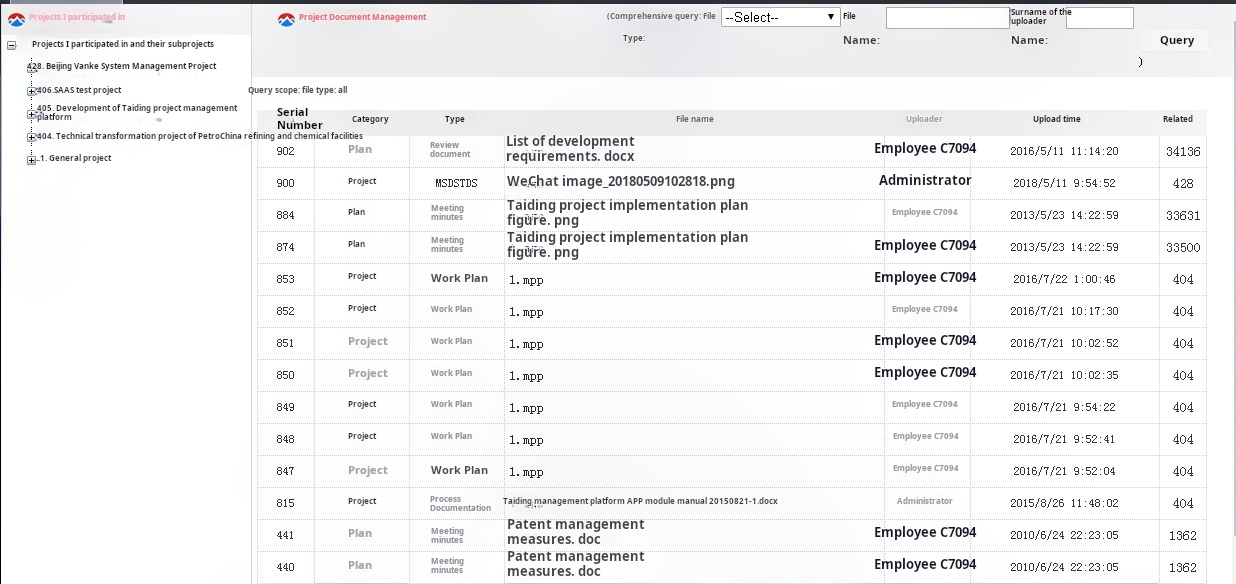 Projects I participated in
Projects I participated in and their subprojects
428. Beijing Vanke System Management Project
406.SAAS test project
405. Development of Taiding project management
platform
404. Technical transformation project of PetroChina refining and chemical facilities
1. General project
Project Document Management
(Comprehensive query: File
Type:
--Select--
File
Name:
Surname of the
uploader
Name:
Query
)
Query scope: file type: all
Serial
Number Category Type File name Uploader Upload time Related
902 Plan Review
document List of development
requirements. docx Employee C7094 2016/5/11 11:14:20 34136
900 Project MSDSTDS WeChat image_20180509102818.png Administrator 2018/5/11 9:54:52 428
884 Plan Meeting
minutes Taiding project implementation plan
figure. png Employee C7094 2013/5/23 14:22:59 33631
874 Plan Meeting
minutes Taiding project implementation plan
figure. png Employee C7094 2013/5/23 14:22:59 33500
853 Project Work Plan 1.mpp Employee C7094 2016/7/22 1:00:46 404
852 Project Work Plan 1.mpp Employee C7094 2016/7/21 10:17:30 404
851 Project Work Plan 1.mpp Employee C7094 2016/7/21 10:02:52 404
850 Project Work Plan 1.mpp Employee C7094 2016/7/21 10:02:35 404
849 Project Work Plan 1.mpp Employee C7094 2016/7/21 9:54:22 404
848 Project Work Plan 1.mpp Employee C7094 2016/7/21 9:52:41 404
847 Project Work Plan 1.mpp Employee C7094 2016/7/21 9:52:04 404
815 Project Process
Documentation Taiding management platform APP module manual 20150821-1.docx Administrator 2015/8/26 11:48:02 404
441 Plan Meeting
minutes Patent management
measures. doc Employee C7094 2010/6/24 22:23:05 1362
440 Plan Meeting
minutes Patent management
measures. doc Employee C7094 2010/6/24 22:23:05 1362